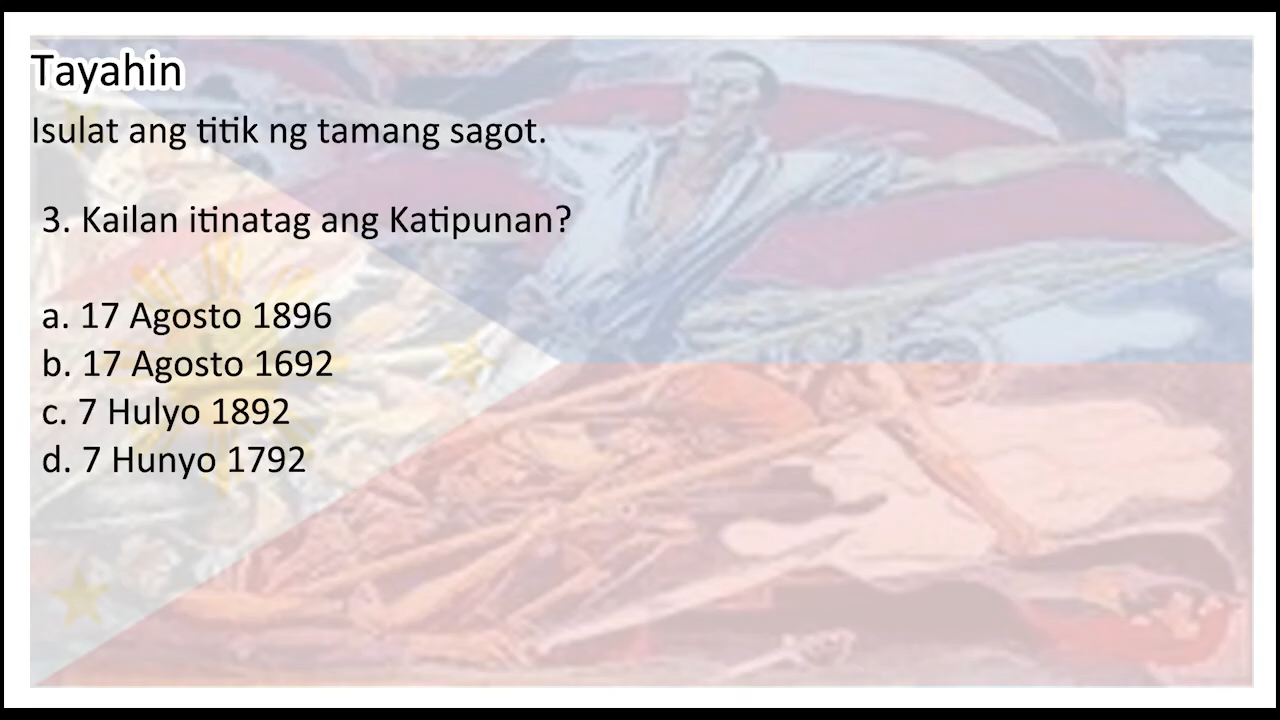 Tayahin
Isulat ang titik ng tamang sagot.
3. Kailan itinatag ang Katipunan?
a. 17 Agosto 1896
b. 17 Agosto 1692
c. 7 Hulyo 1892
d. 7 Hunyo 1792